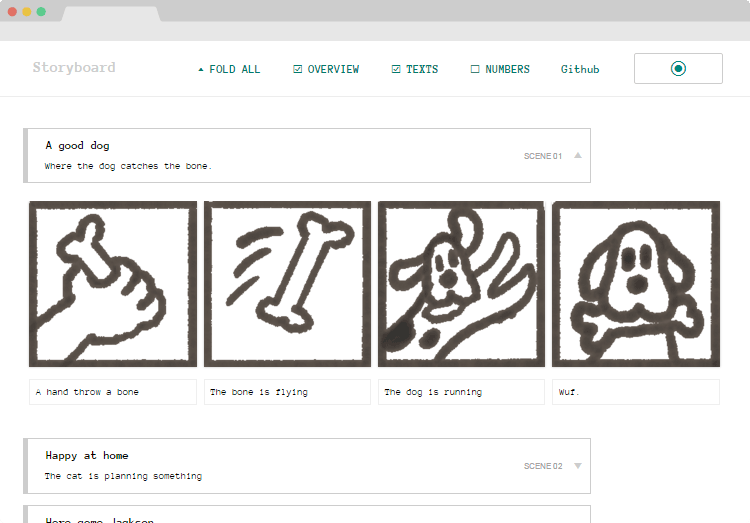 Storyboard
FOLD ALL
OVERVIEW
TEXTS
NUMBERS
Github
A good dog
Where the dog catches the bone.
SCENE 01
A hand throw a bone
The bone is flying
The dog is running
Wuf.
Happy at home
The cat is planning something
SCENE 02